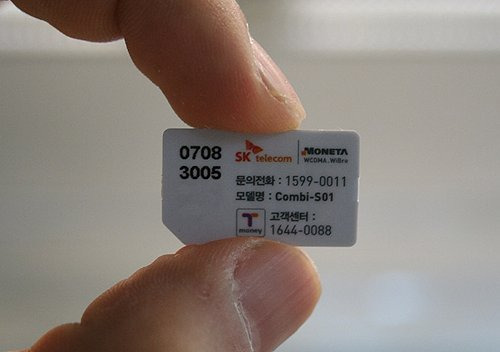 0708
3005
SK telecom
MONETA
WCDMA, WiBro
문의전화 : 1599-0011
모델명 : Combi-S01
T money
고객센터 :
1644-0088